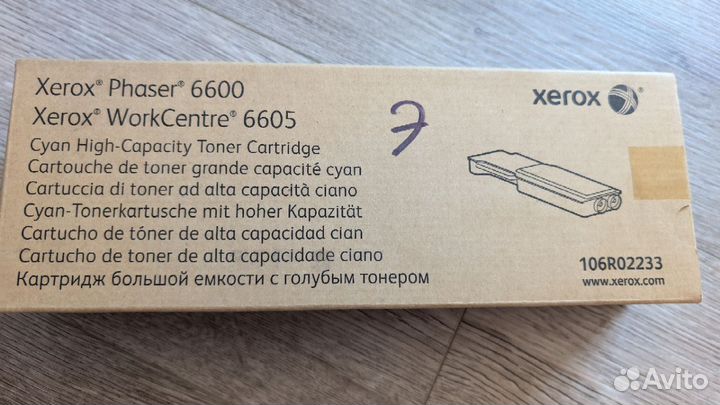 Xerox® Phaser® 6600
Xerox® WorkCentre® 6605
Cyan High-Capacity Toner Cartridge
Cartouche de toner grande capacité cyan
Cartuccia di toner ad alta capacità ciano
Cyan-Tonerkartusche mit hoher Kapazität
Cartucho de tóner de alta capacidad cian
Cartucho de toner de alta capacidade ciano
Картридж большой емкости с голубым тонером
xerox
106R02233
www.xerox.com
Avito